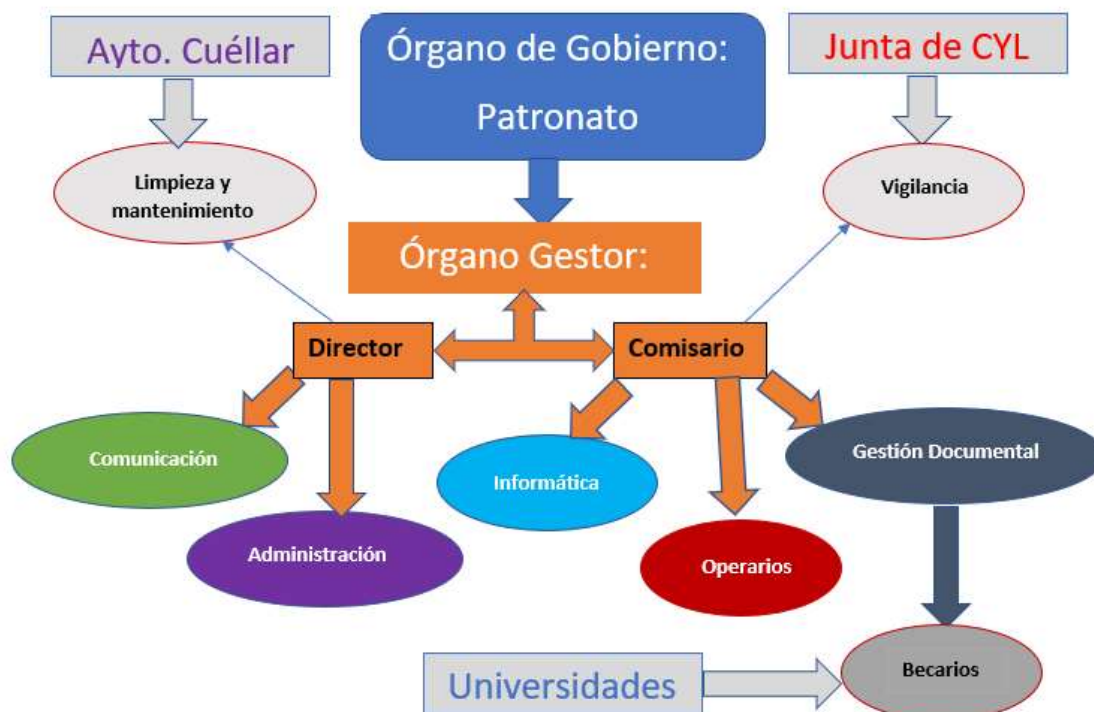 Ayto. Cuéllar
Órgano de Gobierno:
Patronato
Junta de CYL
Limpieza y
mantenimiento
Vigilancia
Órgano Gestor:
Director
Comisario
Comunicación
Informática
Gestión Documental
Administración
Operarios
Universidades
Becarios